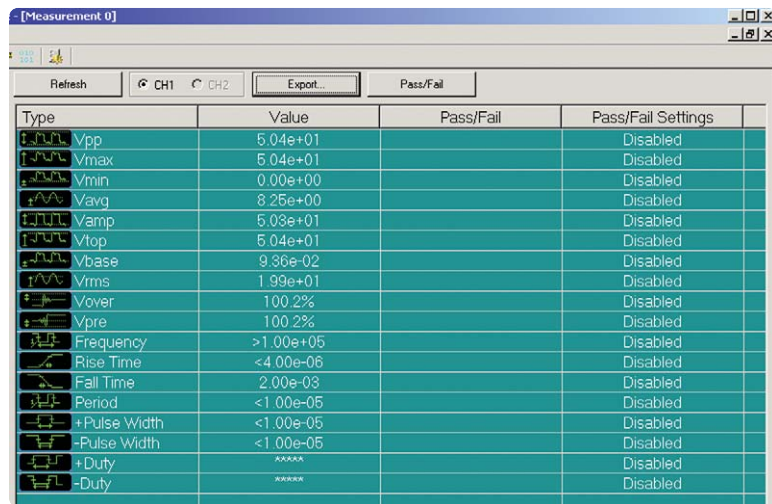 - [Measurement 0]
Refresh CH1 CH2 Export... Pass/Fail
Type Value Pass/Fail Pass/Fail Settings
Vpp 5.04e+01 Disabled
Vmax 5.04e+01 Disabled
Vmin 0.00e+00 Disabled
Vavg 8.25e+00 Disabled
Vamp 5.03e+01 Disabled
Vtop 5.04e+01 Disabled
Vbase 9.36e-02 Disabled
Vrms 1.99e+01 Disabled
Vover 100.2% Disabled
Vpre 100.2% Disabled
Frequency >1.00e+05 Disabled
Rise Time <4.00e-06 Disabled
Fall Time 2.00e-03 Disabled
Period <1.00e-05 Disabled
+Pulse Width <1.00e-05 Disabled
-Pulse Width <1.00e-05 Disabled
+Duty ***** Disabled
-Duty ***** Disabled